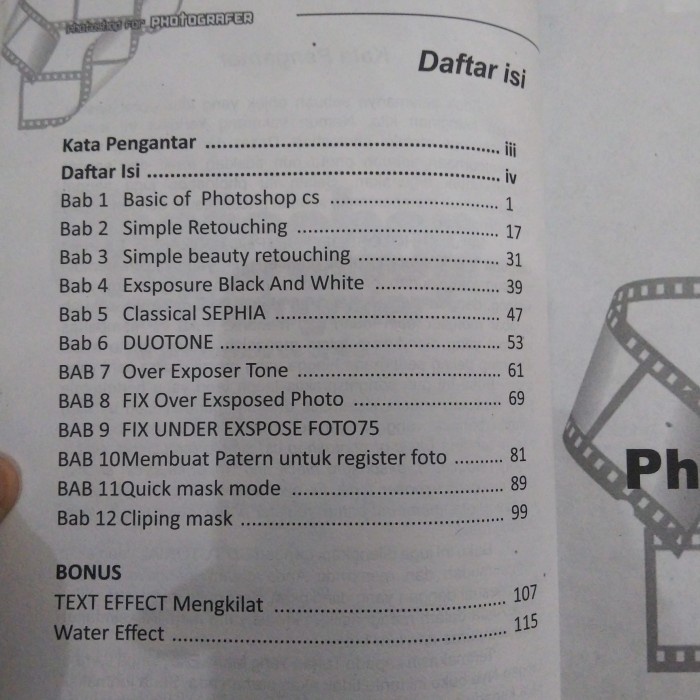 Photoshop For PHOTOGRAFER
Daftar isi
Kata Pengantar ........................................ iii
Daftar Isi ................................................ iv
Bab 1 Basic of Photoshop cs ........................ 1
Bab 2 Simple Retouching ............................. 17
Bab 3 Simple beauty retouching .................... 31
Bab 4 Exsposure Black And White ................. 39
Bab 5 Classical SEPHIA ................................ 47
Bab 6 DUOTONE ........................................ 53
BAB 7 Over Exposer Tone ............................. 61
BAB 8 FIX Over Exsposed Photo .................... 69
BAB 9 FIX UNDER EXSPOSE FOTO75
BAB 10Membuat Patern untuk register foto ......... 81
BAB 11Quick mask mode .............................. 89
Bab 12 Cliping mask ..................................... 99
BONUS
TEXT EFFECT Mengkilat ................................ 107
Water Effect .............................................. 115
Ph